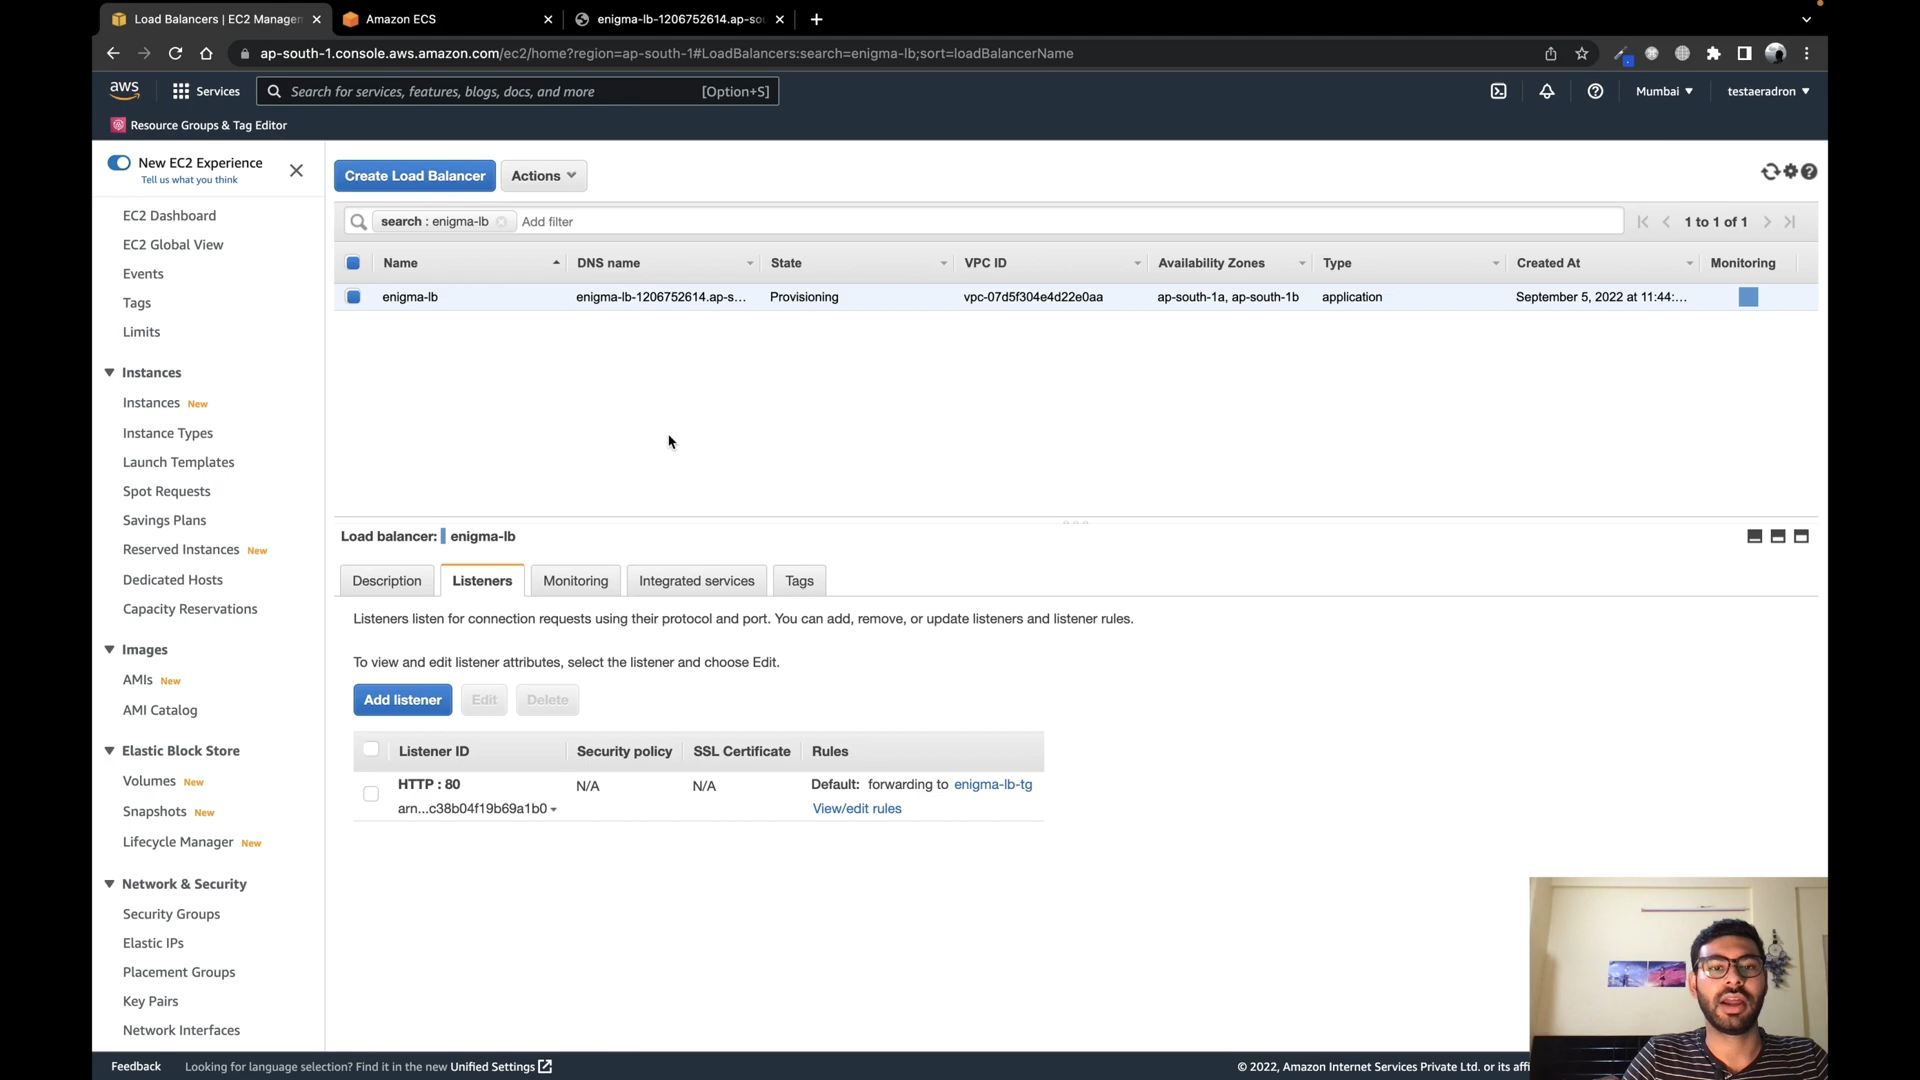 Load Balancers | EC2 Manager
Amazon ECS
enigma-lb-1206752614.ap-sou
ap-south-1.console.aws.amazon.com/ec2/home?region=ap-south-1#LoadBalancers:search=enigma-lb;sort=loadBalancerName
aws
Services
Search for services, features, blogs, docs, and more
[Option+S]
Mumbai
testaeradron
Resource Groups & Tag Editor
New EC2 Experience
Tell us what you think
EC2 Dashboard
EC2 Global View
Events
Tags
Limits
Instances
Instances New
Instance Types
Launch Templates
Spot Requests
Savings Plans
Reserved Instances New
Dedicated Hosts
Capacity Reservations
Images
AMIs New
AMI Catalog
Elastic Block Store
Volumes New
Snapshots New
Lifecycle Manager New
Network & Security
Security Groups
Elastic IPs
Placement Groups
Key Pairs
Network Interfaces
Create Load Balancer
Actions
search : enigma-lb
Add filter
1 to 1 of 1
Name DNS name State VPC ID Availability Zones Type Created At Monitoring
enigma-lb enigma-lb-1206752614.ap-s... Provisioning vpc-07d5f304e4d22e0aa ap-south-1a, ap-south-1b application September 5, 2022 at 11:44:...
Load balancer: enigma-lb
Description Listeners Monitoring Integrated services Tags
Listeners listen for connection requests using their protocol and port. You can add, remove, or update listeners and listener rules.
To view and edit listener attributes, select the listener and choose Edit.
Add listener Edit Delete
Listener ID Security policy SSL Certificate Rules
HTTP : 80 N/A N/A Default: forwarding to enigma-lb-tg
arn...c38b04f19b69a1b0 View/edit rules
Feedback
Looking for language selection? Find it in the new Unified Settings
© 2022, Amazon Internet Services Private Ltd. or its affi